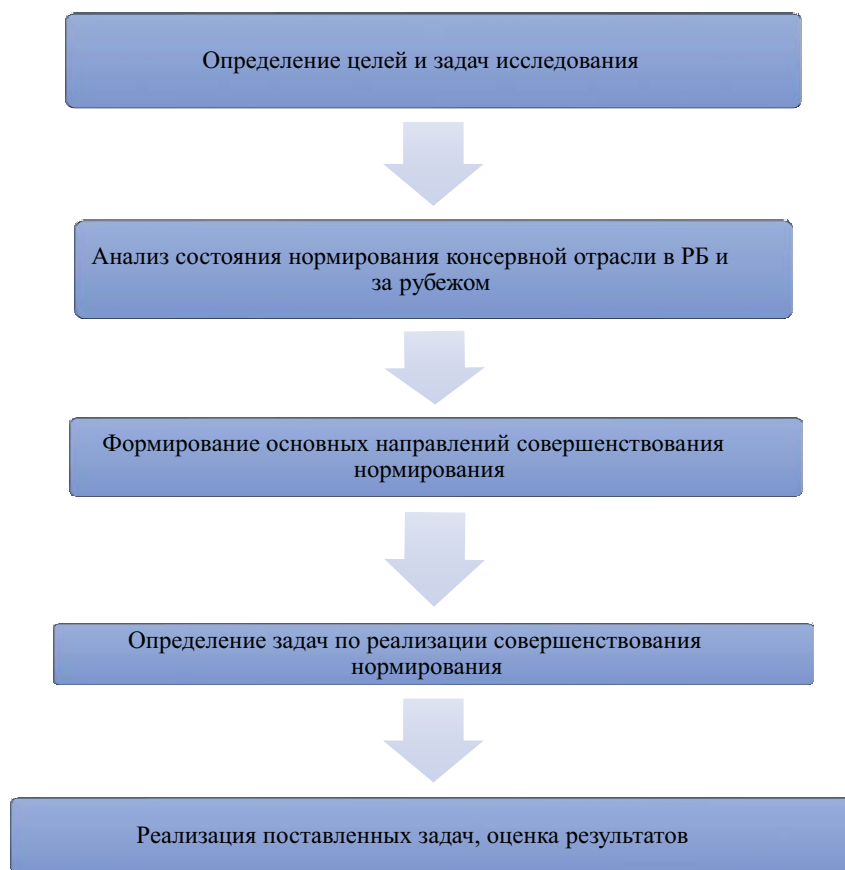 Определение целей и задач исследования
Анализ состояния нормирования консервной отрасли в РБ и
за рубежом
Формирование основных направлений совершенствования
нормирования
Определение задач по реализации совершенствования
нормирования
Реализация поставленных задач, оценка результатов